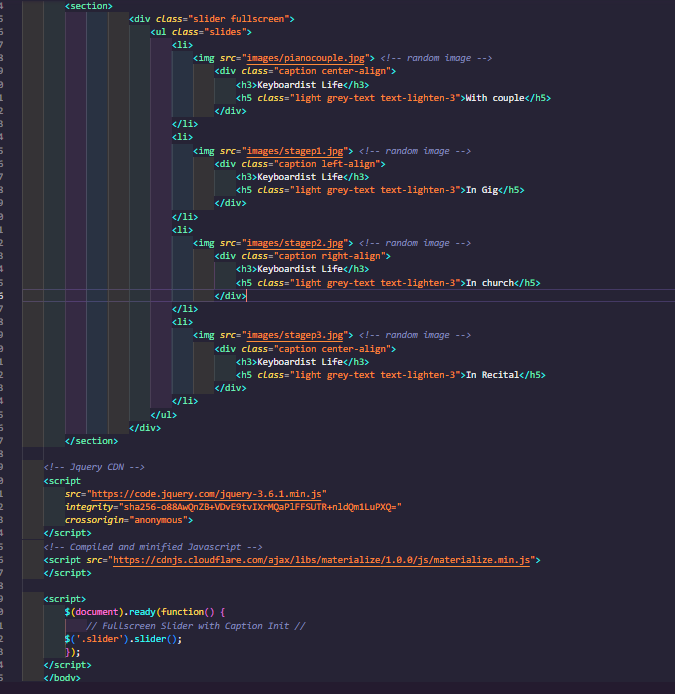 <section>
<div class="slider fullscreen">
<ul class="slides">
<li>
<img src="images/pianocouple.jpg"> <!-- random image -->
<div class="caption center-align">
<h3>Keyboardist Life</h3>
<h5 class="light grey-text text-lighten-3">With couple</h5>
</div>
</li>
<li>
<img src="images/stagep1.jpg"> <!-- random image -->
<div class="caption left-align">
<h3>Keyboardist Life</h3>
<h5 class="light grey-text text-lighten-3">In Gig</h5>
</div>
</li>
<li>
<img src="images/stagep2.jpg"> <!-- random image -->
<div class="caption right-align">
<h3>Keyboardist Life</h3>
<h5 class="light grey-text text-lighten-3">In church</h5>
</div>
</li>
<li>
<img src="images/stagep3.jpg"> <!-- random image -->
<div class="caption center-align">
<h3>Keyboardist Life</h3>
<h5 class="light grey-text text-lighten-3">In Recital</h5>
</div>
</li>
</ul>
</div>
</section>
<!-- Jquery CDN -->
<script
src="https://code.jquery.com/jquery-3.6.1.min.js"
integrity="sha256-o88AwQnZB+VDvE9tvIXrMQaPlFFSUTR+nldQm1LuPXQ="
crossorigin="anonymous">
</script>
<!-- Compiled and minified Javascript -->
<script src="https://cdnjs.cloudflare.com/ajax/libs/materialize/1.0.0/js/materialize.min.js">
</script>
<script>
$(document).ready(function() {
// Fullscreen Slider with Caption Init //
$('.slider').slider();
});
</script>
</body>